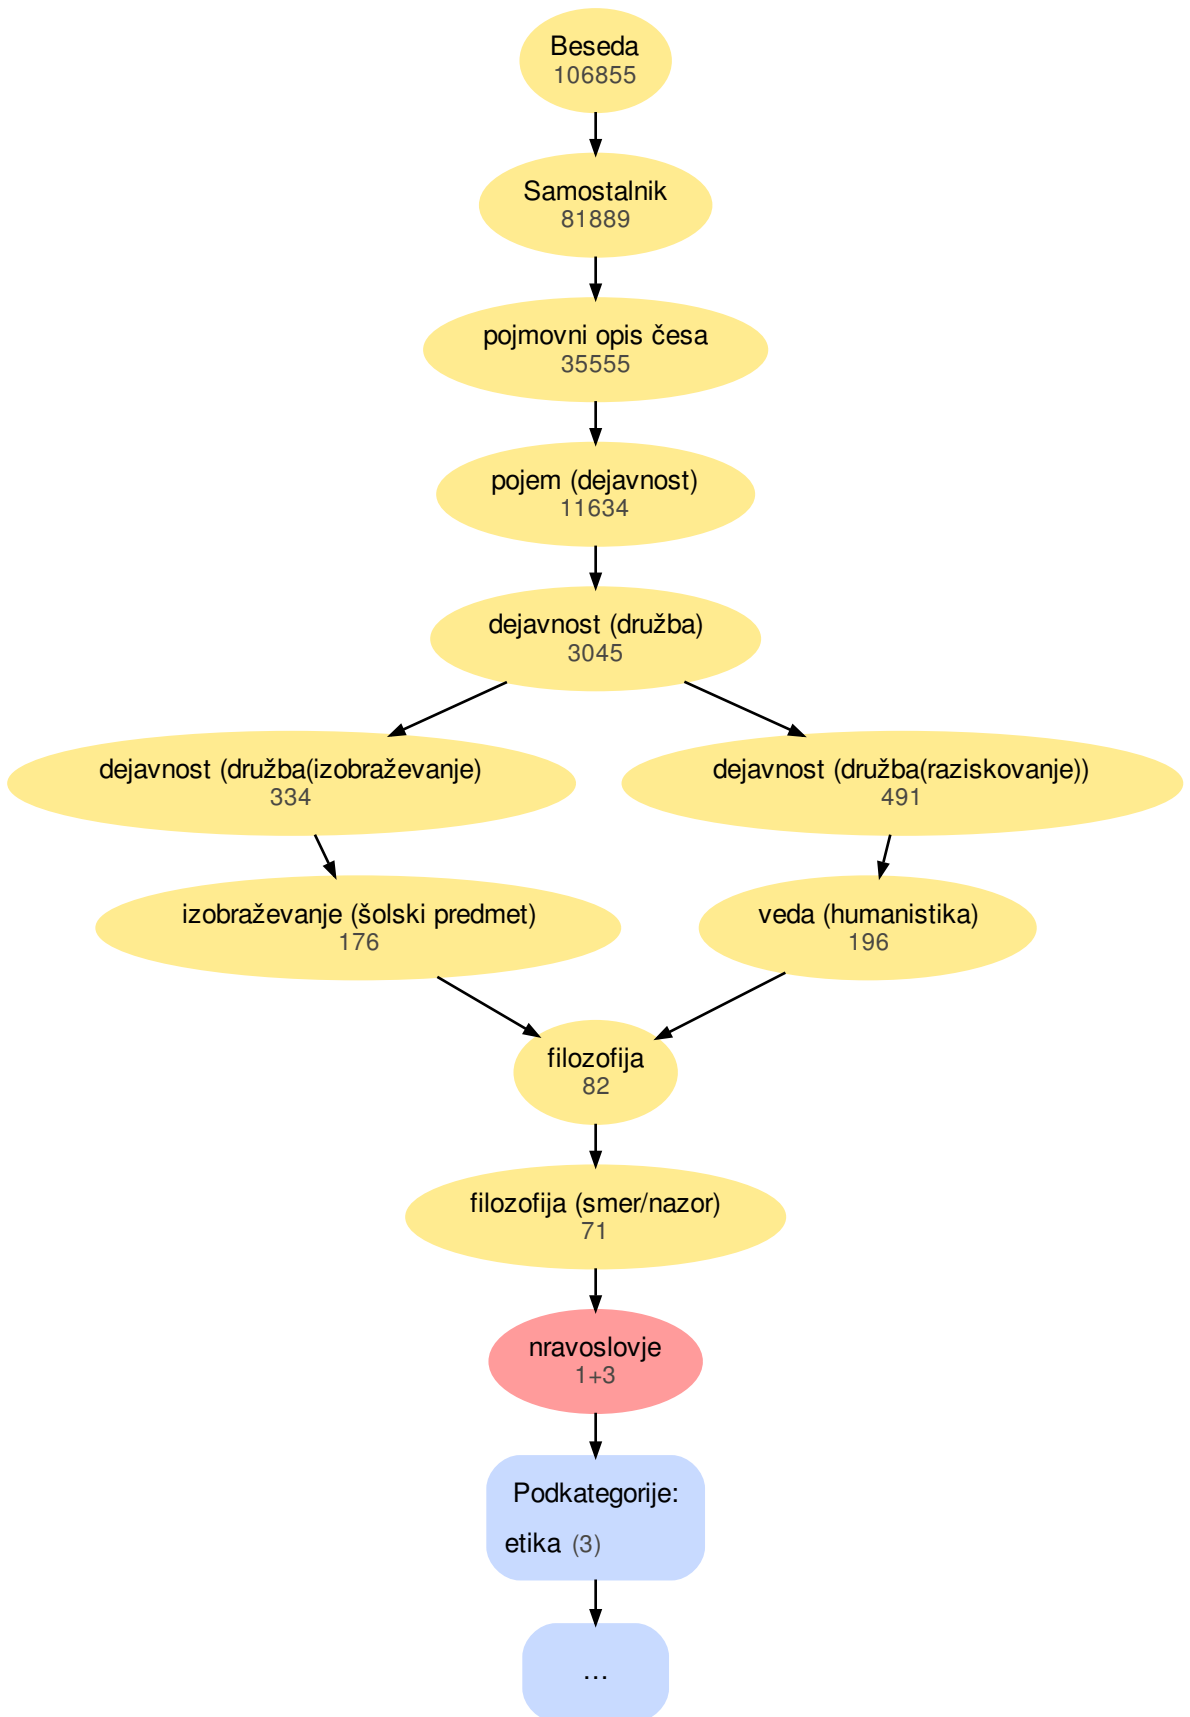 Beseda
106855
Samostalnik
81889
pojmovni opis česa
35555
pojem (dejavnost)
11634
dejavnost (družba)
3045
dejavnost (družba(izobraževanje)
334
dejavnost (družba(raziskovanje))
491
izobraževanje (šolski predmet)
176
veda (humanistika)
196
filozofija
82
filozofija (smer/nazor)
71
nravoslovje
1+3
Podkategorije:
etika (3)
...